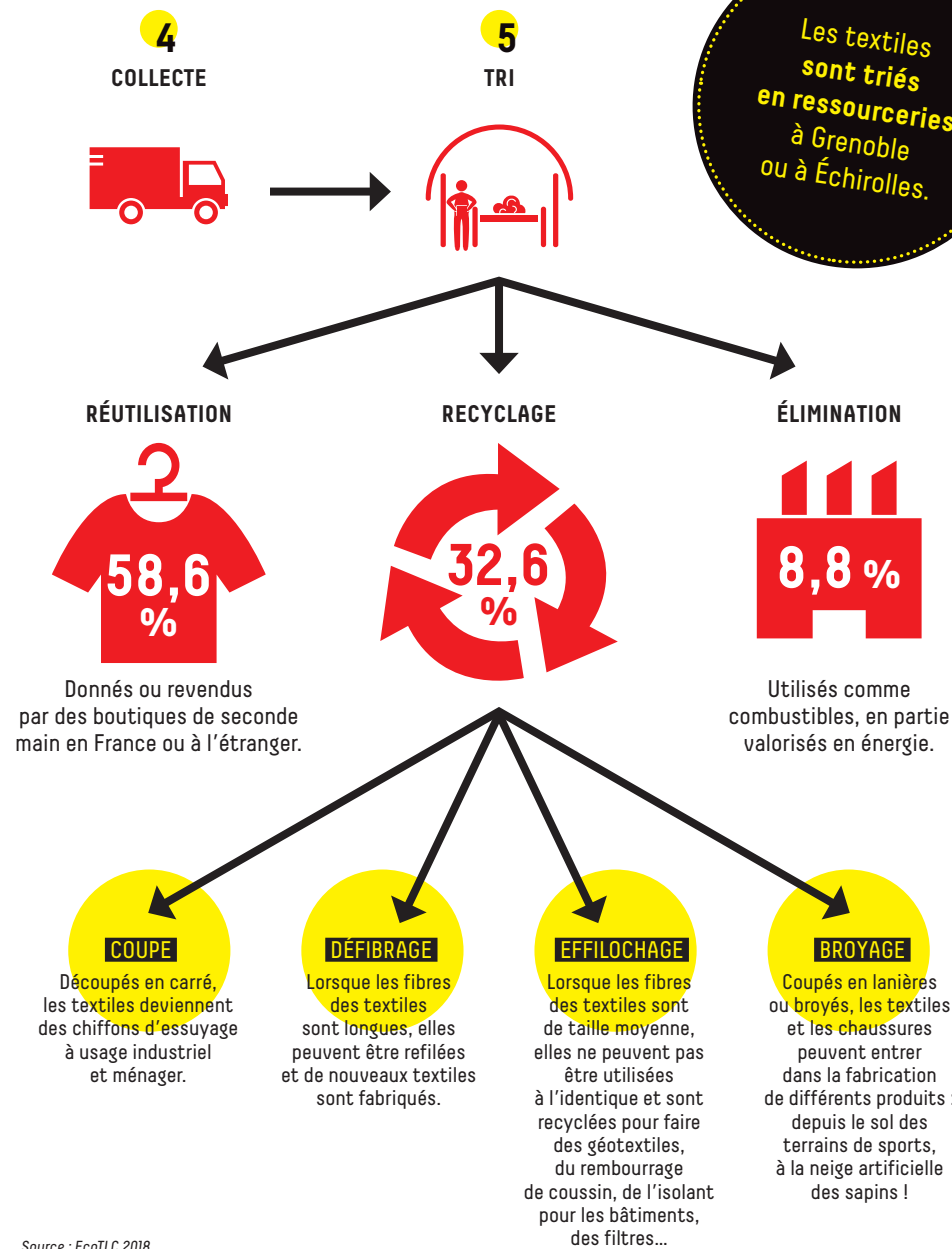 4
COLLECTE
5
TRI
Les textiles
sont triés
en ressourceries
à Grenoble
ou à Échirolles.
RÉUTILISATION
58,6
%
Donnés ou revendus
par des boutiques de seconde
main en France ou à l'étranger.
RECYCLAGE
32,6
%
ÉLIMINATION
8,8 %
Utilisés comme
combustibles, en partie
valorisés en énergie.
COUPE
Découpés en carré,
les textiles deviennent
des chiffons d'essuyage
à usage industriel
et ménager.
DÉFIBRAGE
Lorsque les fibres
des textiles
sont longues, elles
peuvent être refilées
et de nouveaux textiles
sont fabriqués.
EFFILOCHAGE
Lorsque les fibres
des textiles sont
de taille moyenne,
elles ne peuvent pas
être utilisées
à l'identique et sont
recyclées pour faire
des géotextiles,
du rembourrage
de coussin, de l'isolant
pour les bâtiments,
des filtres...
BROYAGE
Coupés en lanières
ou broyés, les textiles
et les chaussures
peuvent entrer
dans la fabrication
de différents produits :
depuis le sol des
terrains de sports,
à la neige artificielle
des sapins !
Source : EcoTLC 2018